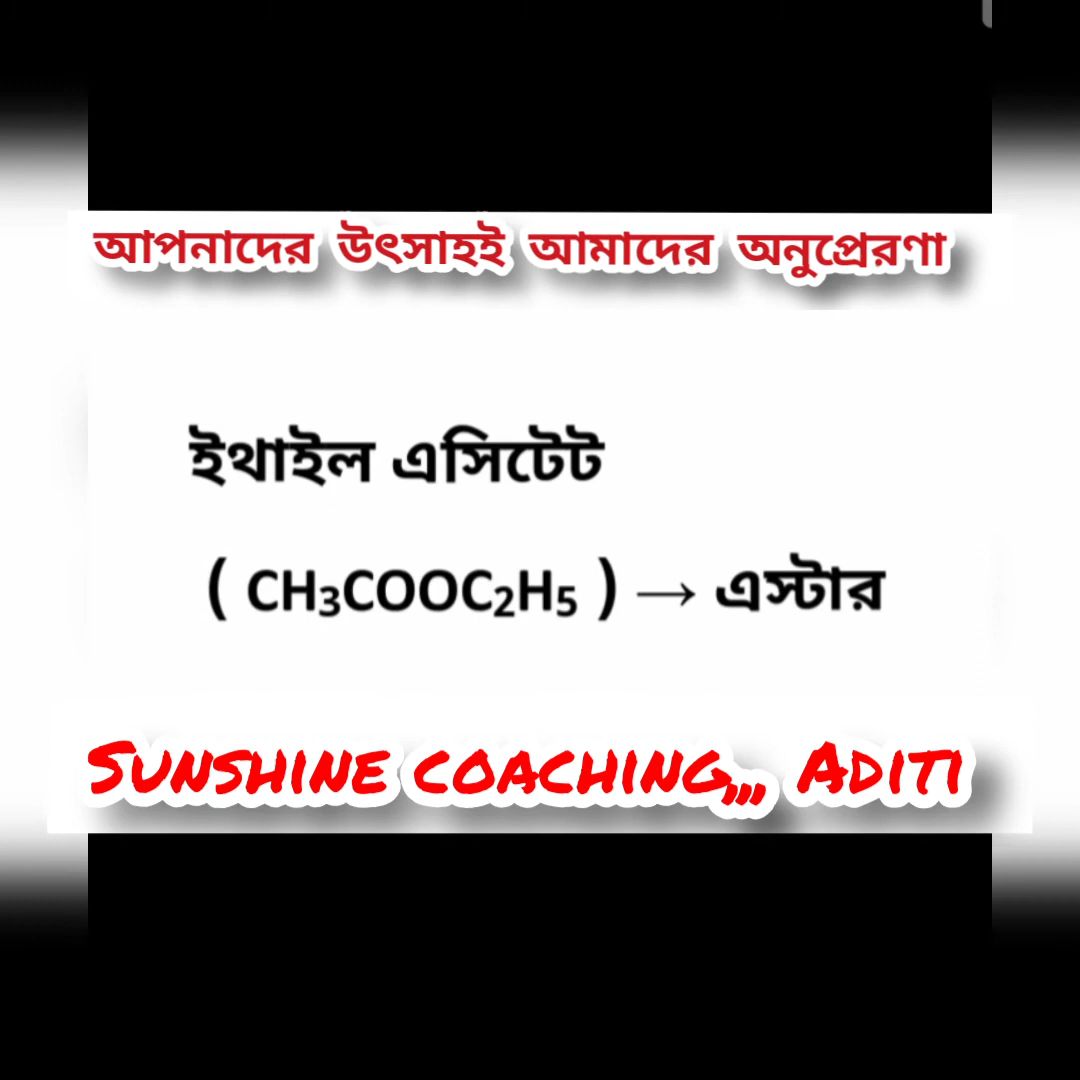 আপনাদের উৎসাহই আমাদের অনুপ্রেরণা
ইথাইল এসিটেট
( CH₃COOC₂H₅ ) → এস্টার
SUNSHINE COACHING,,, ADITI